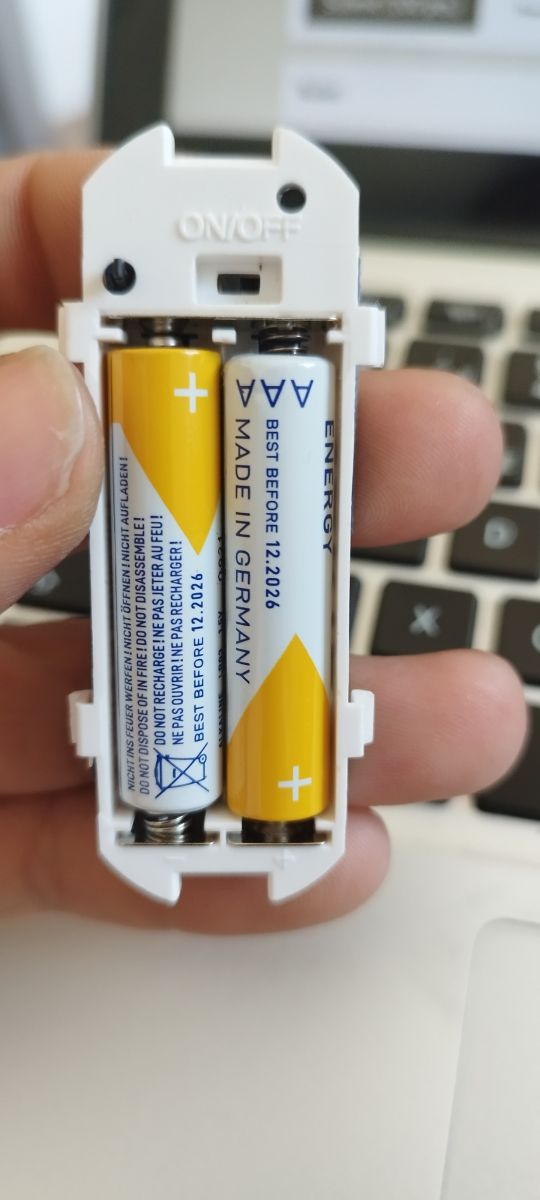 ON/OFF
+
NICHT INS FEUER WERFEN! NICHT ÖFFNEN! NICHT AUFLADEN!
DO NOT DISPOSE OF IN FIRE! DO NOT DISASSEMBLE!
DO NOT RECHARGE! NE PAS JETER AU FEU!
NE PAS OUVRIR! NE PAS RECHARGER!
BEST BEFORE 12.2026
ENERGY
AAA
BEST BEFORE 12.2026
MADE IN GERMANY
+
- +
X
D